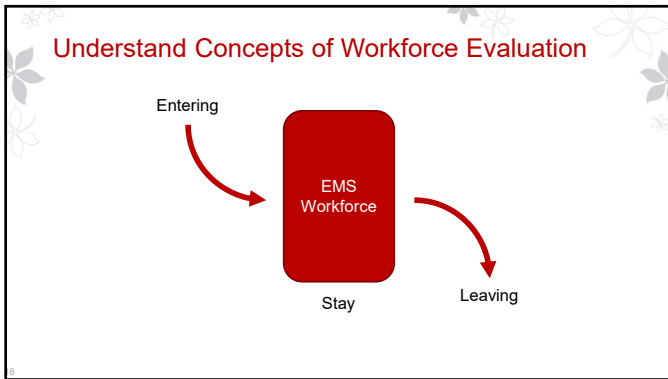 Understand Concepts of Workforce Evaluation
Entering
EMS
Workforce
Stay
Leaving